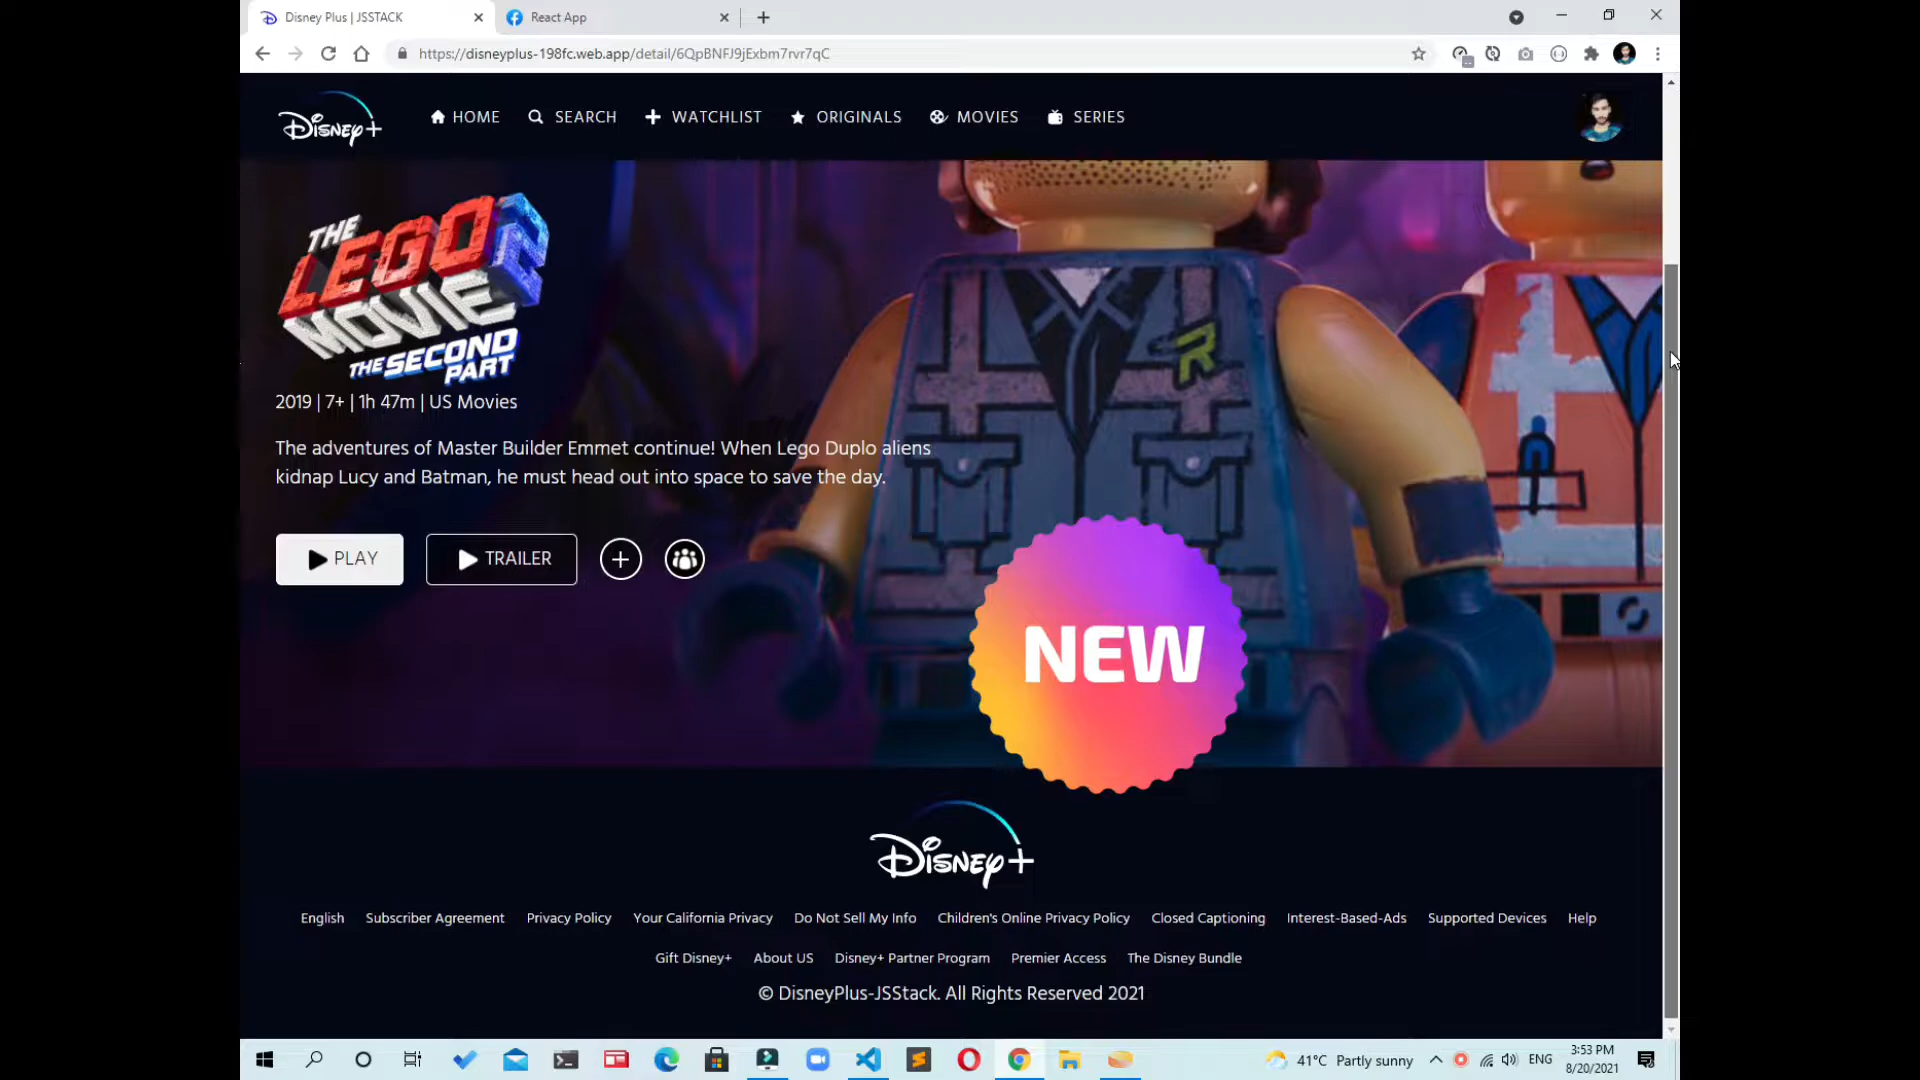 Disney Plus | JSSTACK
React App
https://disneyplus-198fc.web.app/detail/6QpBNFJ9jExbm7rvr7qC
Disney+
HOME
SEARCH
WATCHLIST
ORIGINALS
MOVIES
SERIES
THE
LEGO
MOVIE 2
THE SECOND
PART
2019 | 7+ | 1h 47m | US Movies
The adventures of Master Builder Emmet continue! When Lego Duplo aliens
kidnap Lucy and Batman, he must head out into space to save the day.
PLAY
TRAILER
NEW
Disney+
English Subscriber Agreement Privacy Policy Your California Privacy Do Not Sell My Info Children's Online Privacy Policy Closed Captioning Interest-Based-Ads Supported Devices Help
Gift Disney+ About US Disney+ Partner Program Premier Access The Disney Bundle
© DisneyPlus-JSStack. All Rights Reserved 2021
41°C Partly sunny
ENG
3:53 PM
8/20/2021